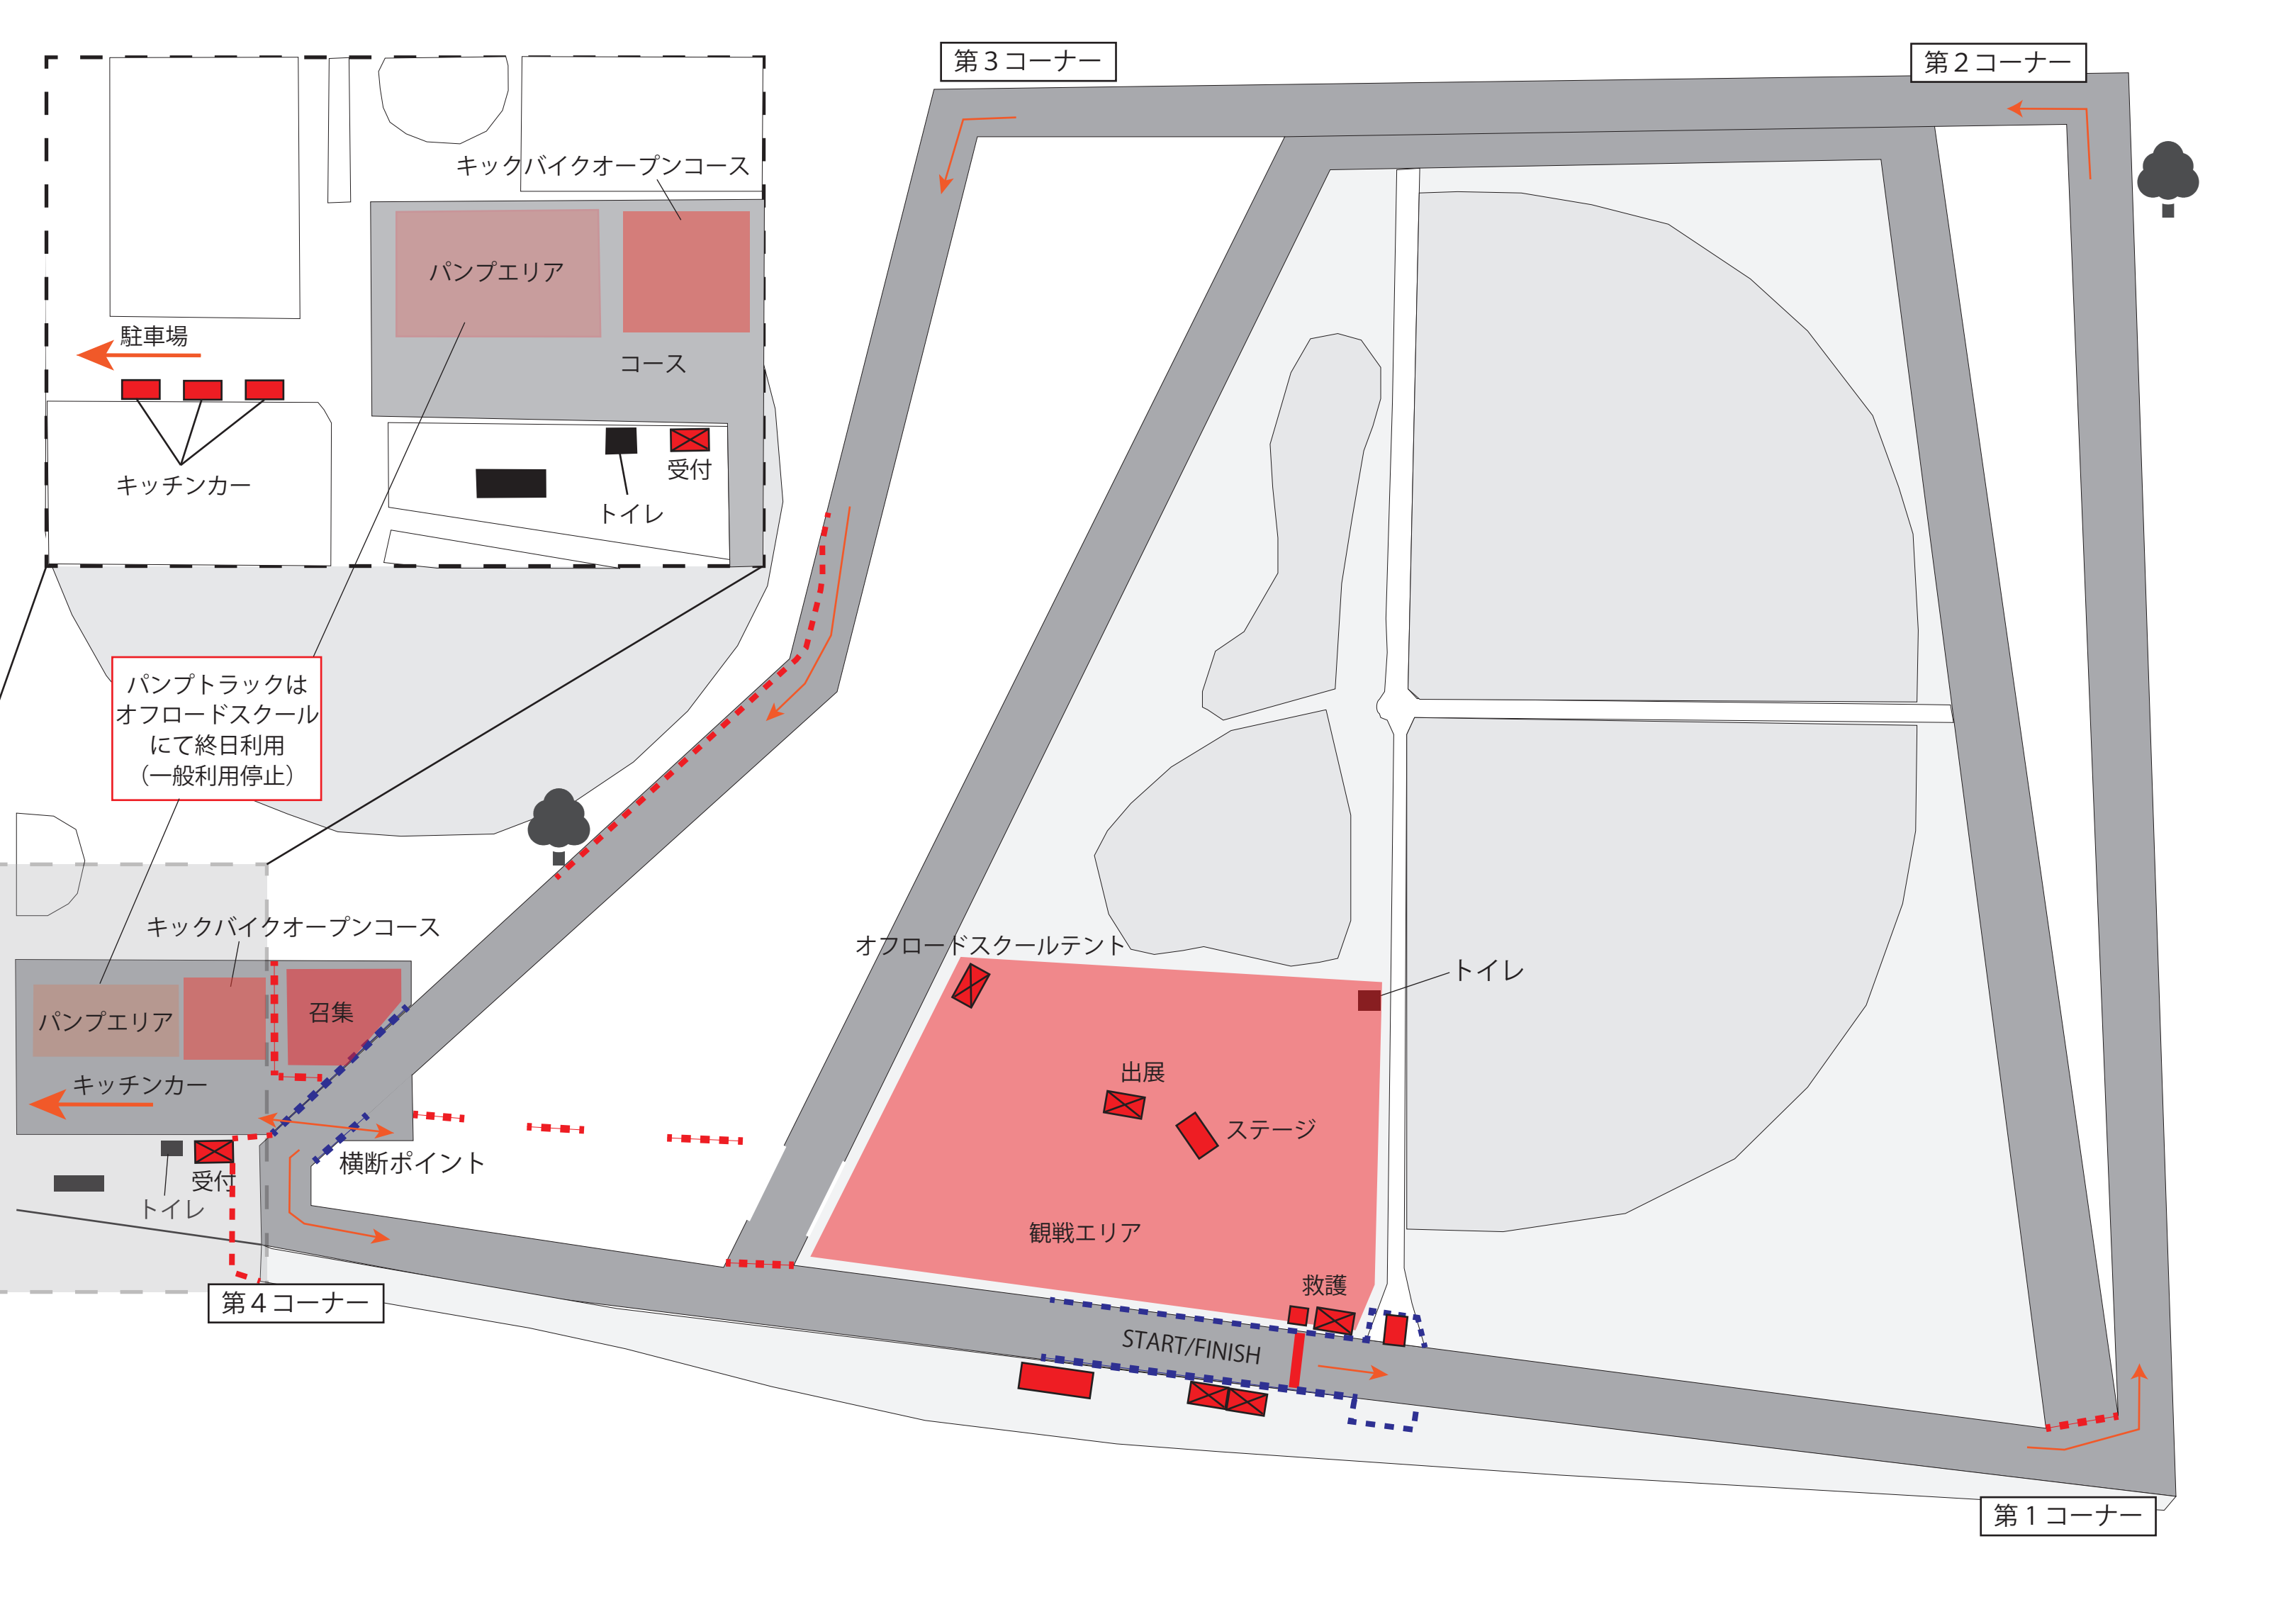 第３コーナー
第２コーナー
キックバイクオープンコース
パンプエリア
駐車場
コース
キッチンカー
受付
トイレ
パンプトラックは
オフロードスクール
にて終日利用
（一般利用停止）
キックバイクオープンコース
オフロードスクールテント
トイレ
召集
パンプエリア
出展
キッチンカー
ステージ
横断ポイント
受付
トイレ
観戦エリア
救護
第４コーナー
START/FINISH
第１コーナー